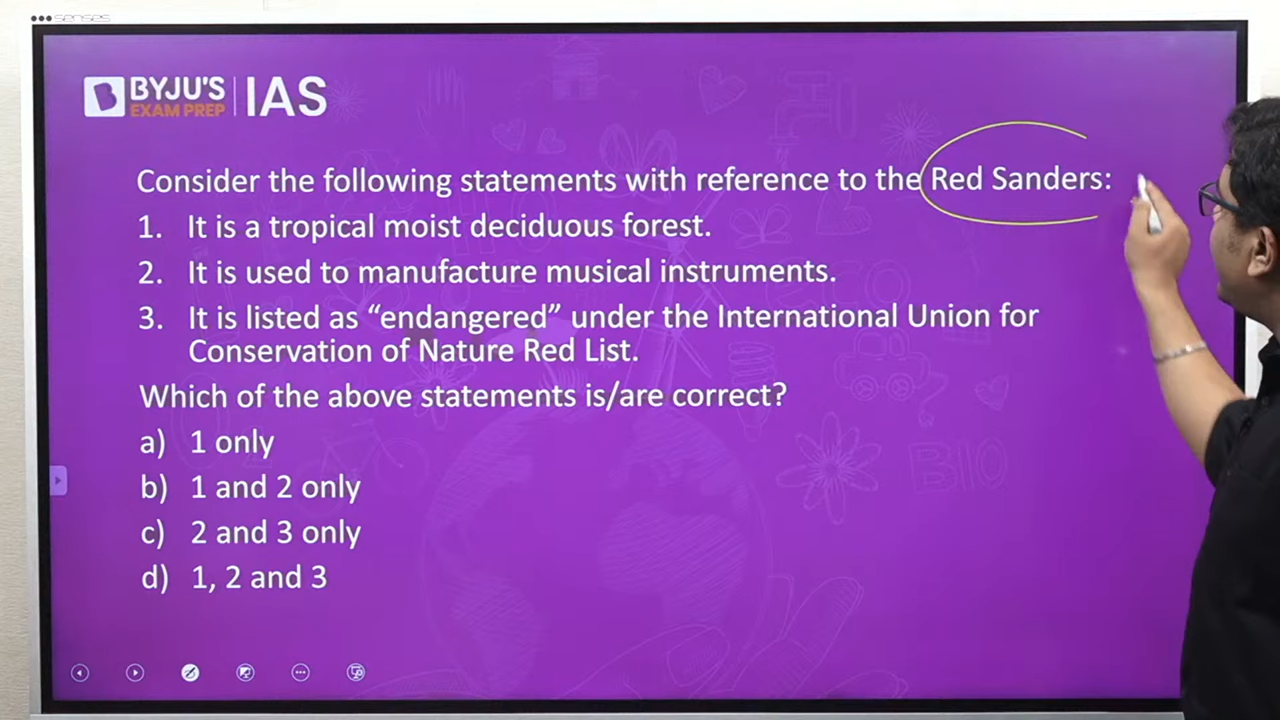 senses
BYJU'S IAS
EXAM PREP
Consider the following statements with reference to the Red Sanders:
1. It is a tropical moist deciduous forest.
2. It is used to manufacture musical instruments.
3. It is listed as “endangered” under the International Union for
Conservation of Nature Red List.
Which of the above statements is/are correct?
a) 1 only
b) 1 and 2 only
c) 2 and 3 only
d) 1, 2 and 3
BIO